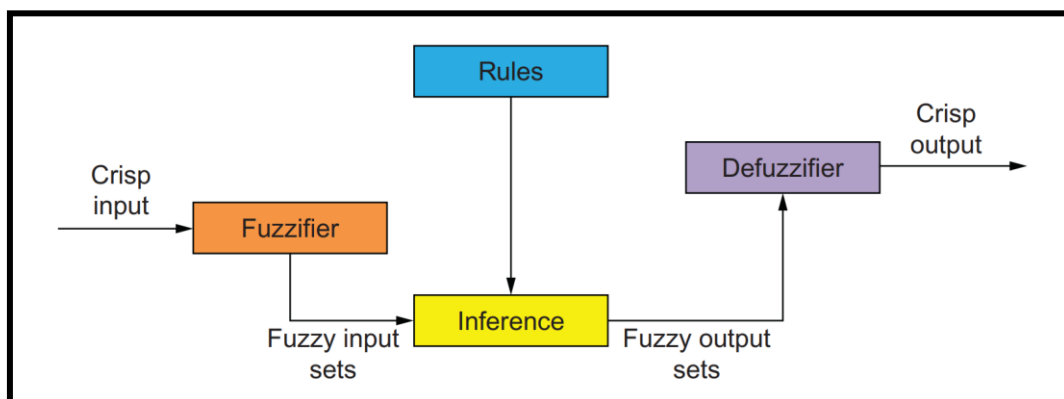 Rules
Crisp
output
Defuzzifier
Crisp
input
Fuzzifier
Inference
Fuzzy input
sets
Fuzzy output
sets